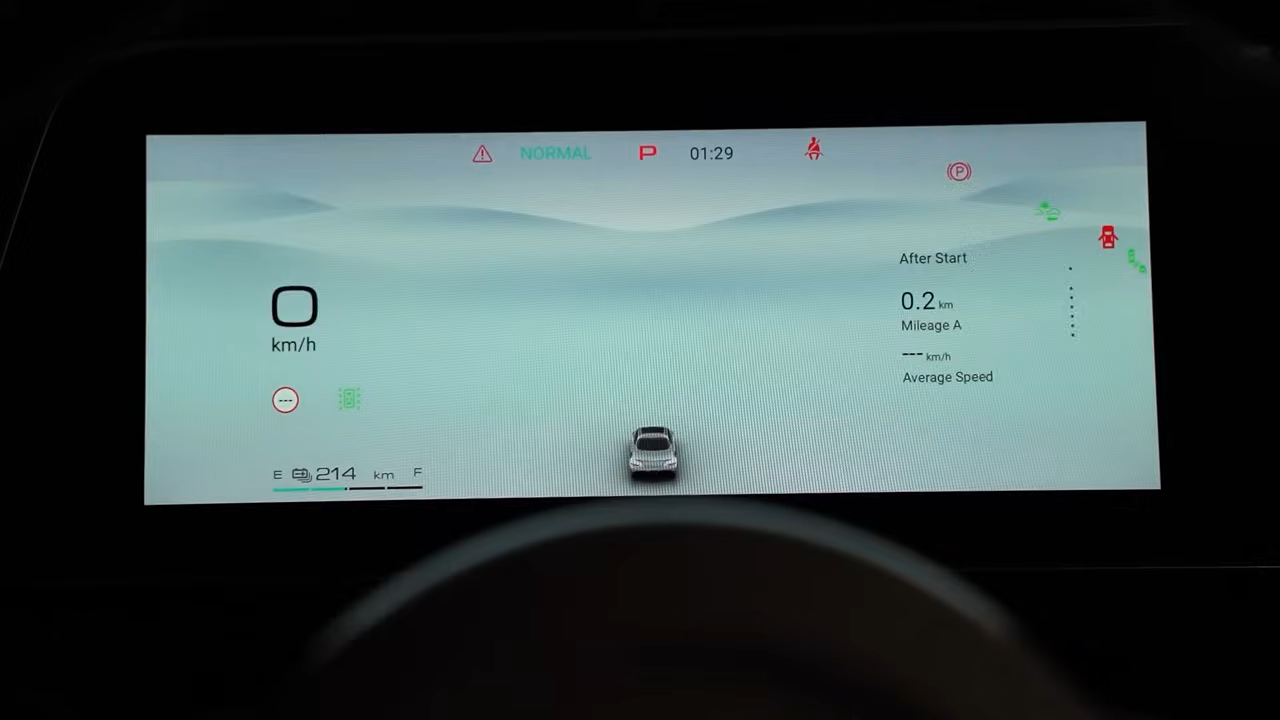 NORMAL P 01:29
P
After Start
0
0.2 km
km/h
Mileage A
--- km/h
Average Speed
---
E 214 km F